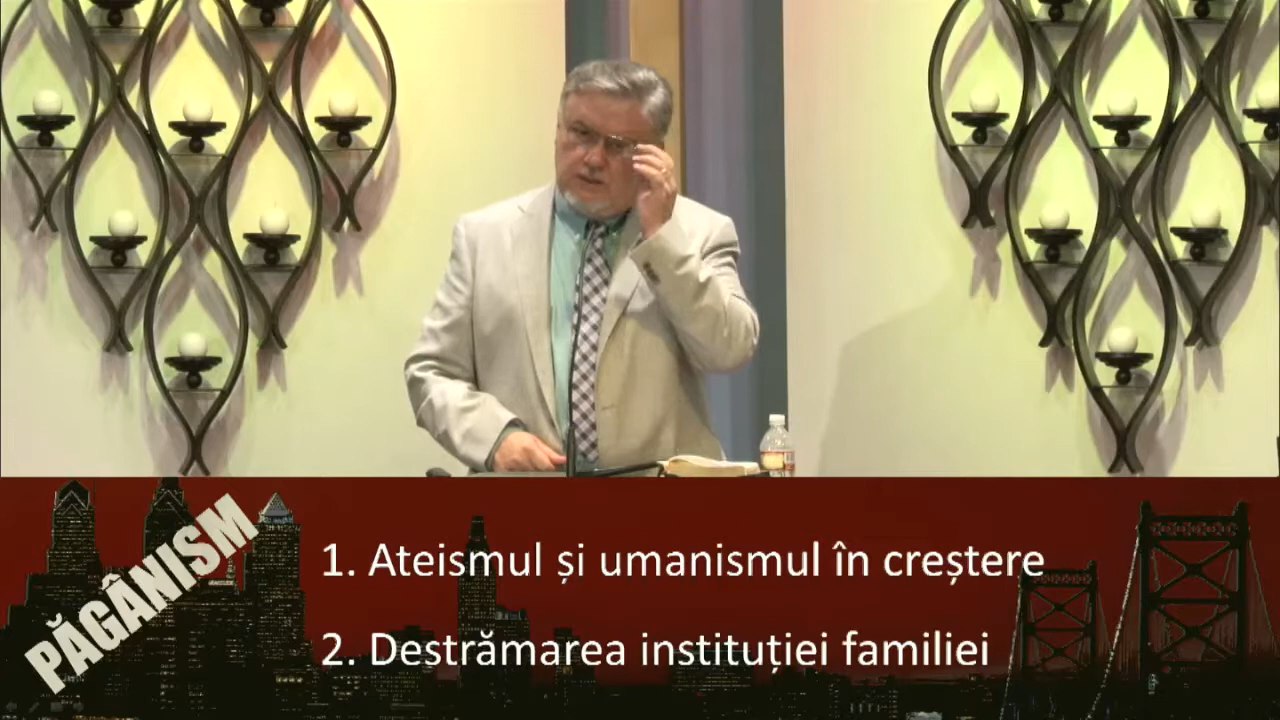 PĂGÂNISM
1. Ateismul și umanismul în creștere
2. Destrămarea instituției familiei